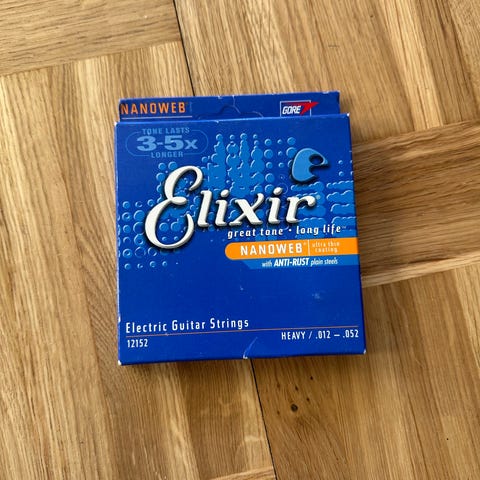 NANOWEB®
GORE
TONE LASTS
3-5x
LONGER
Elixir
great tone • long life™
NANOWEB® ultra thin
coating
with ANTI-RUST plain steels
Electric Guitar Strings
12152
HEAVY / .012 – .052